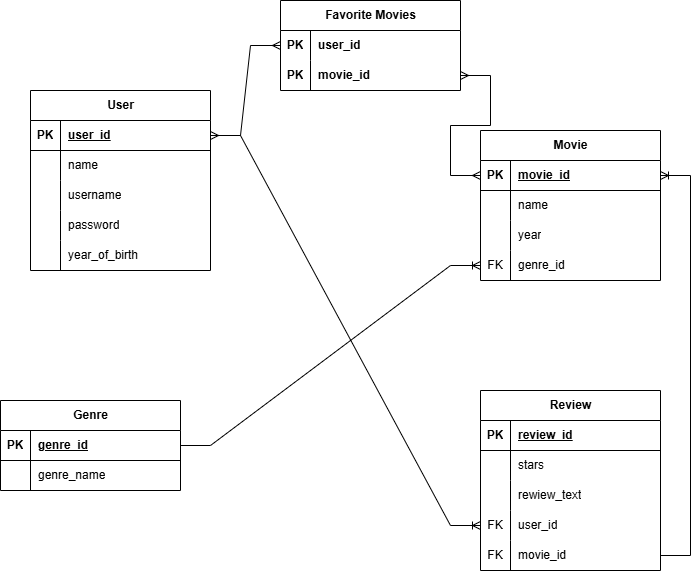 Favorite Movies
PK user_id
PK movie_id
User
PK user_id
name
username
password
year_of_birth
Movie
PK movie_id
name
year
FK genre_id
Genre
PK genre_id
genre_name
Review
PK review_id
stars
rewiew_text
FK user_id
FK movie_id